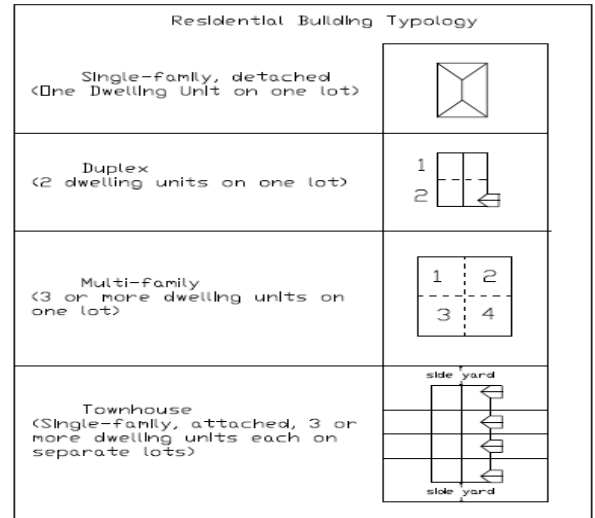 Residential Building Typology
Single-family, detached
(One Dwelling Unit on one lot)
Duplex
(2 dwelling units on one lot)
1
2
Multi-family
(3 or more dwelling units on
one lot)
1 2
3 4
Townhouse
(Single-family, attached, 3 or
more dwelling units each on
separate lots)
side yard
side yard